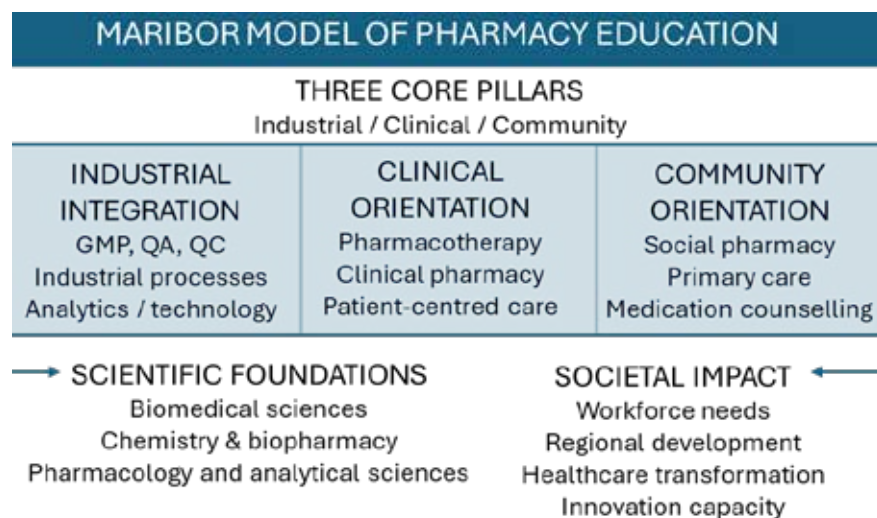 MARIBOR MODEL OF PHARMACY EDUCATION
THREE CORE PILLARS
Industrial / Clinical / Community
INDUSTRIAL
INTEGRATION
GMP, QA, QC
Industrial processes
Analytics / technology
CLINICAL
ORIENTATION
Pharmacotherapy
Clinical pharmacy
Patient-centred care
COMMUNITY
ORIENTATION
Social pharmacy
Primary care
Medication counselling
SCIENTIFIC FOUNDATIONS
Biomedical sciences
Chemistry & biopharmacy
Pharmacology and analytical sciences
SOCIETAL IMPACT
Workforce needs
Regional development
Healthcare transformation
Innovation capacity